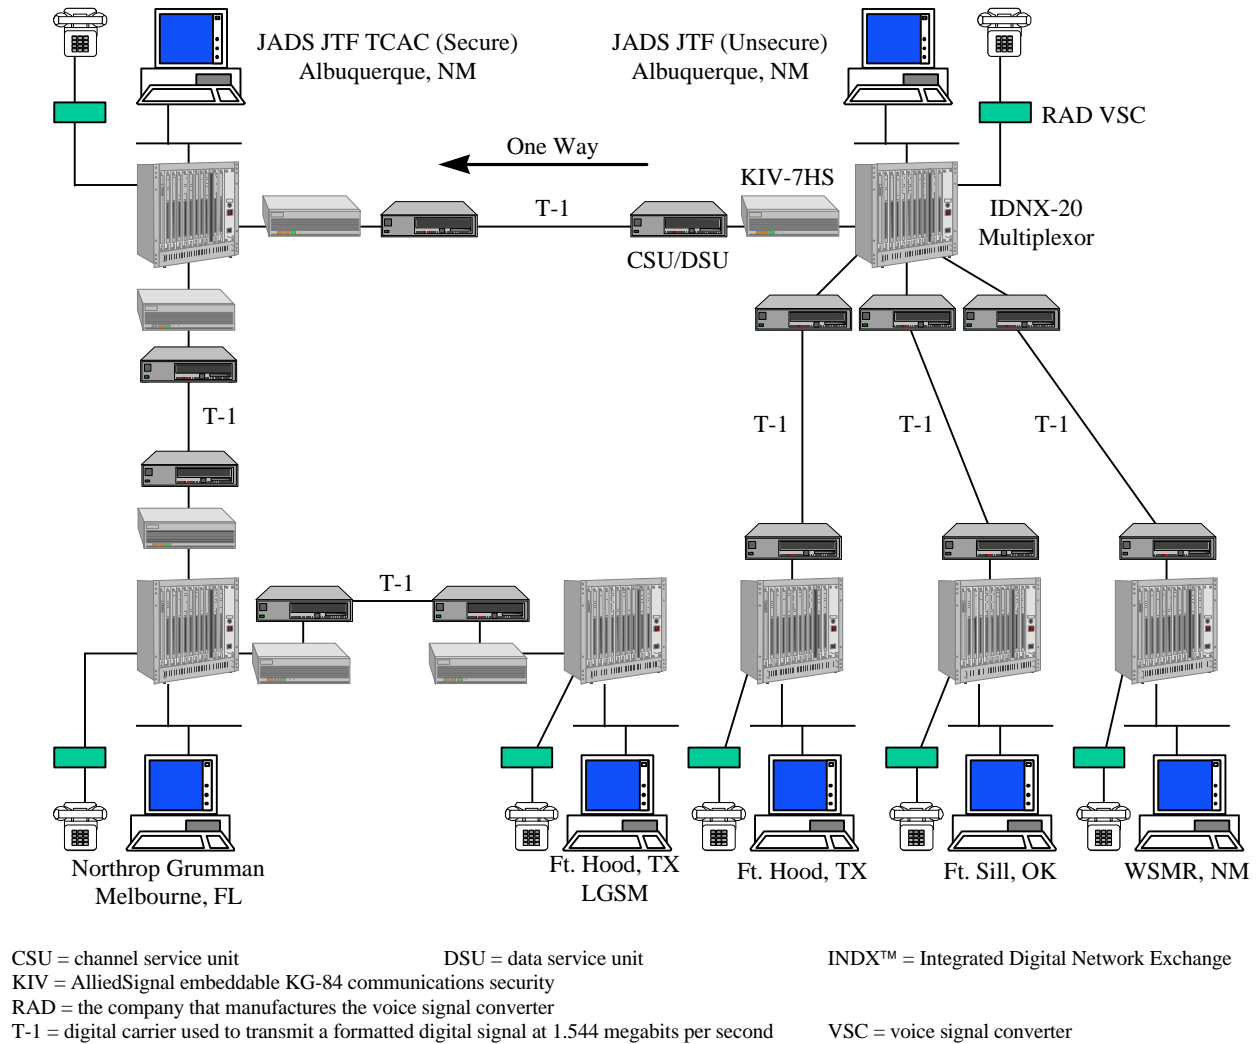 JADS JTF TCAC (Secure)
Albuquerque, NM
JADS JTF (Unsecure)
Albuquerque, NM
RAD VSC
One Way
KIV-7HS
T-1
IDNX-20
Multiplexor
CSU/DSU
T-1
T-1
T-1
T-1
T-1
Northrop Grumman
Melbourne, FL
Ft. Hood, TX
LGSM
Ft. Hood, TX
Ft. Sill, OK
WSMR, NM
CSU = channel service unit
DSU = data service unit
INDX™ = Integrated Digital Network Exchange
KIV = AlliedSignal embeddable KG-84 communications security
RAD = the company that manufactures the voice signal converter
T-1 = digital carrier used to transmit a formatted digital signal at 1.544 megabits per second
VSC = voice signal converter